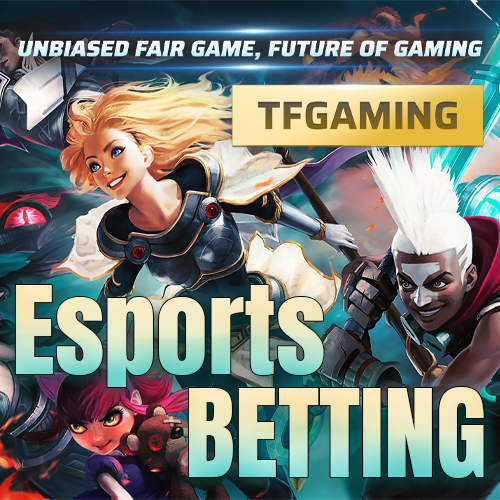 UNBIASED FAIR GAME, FUTURE OF GAMING
TFGAMING
Esports
BETTING